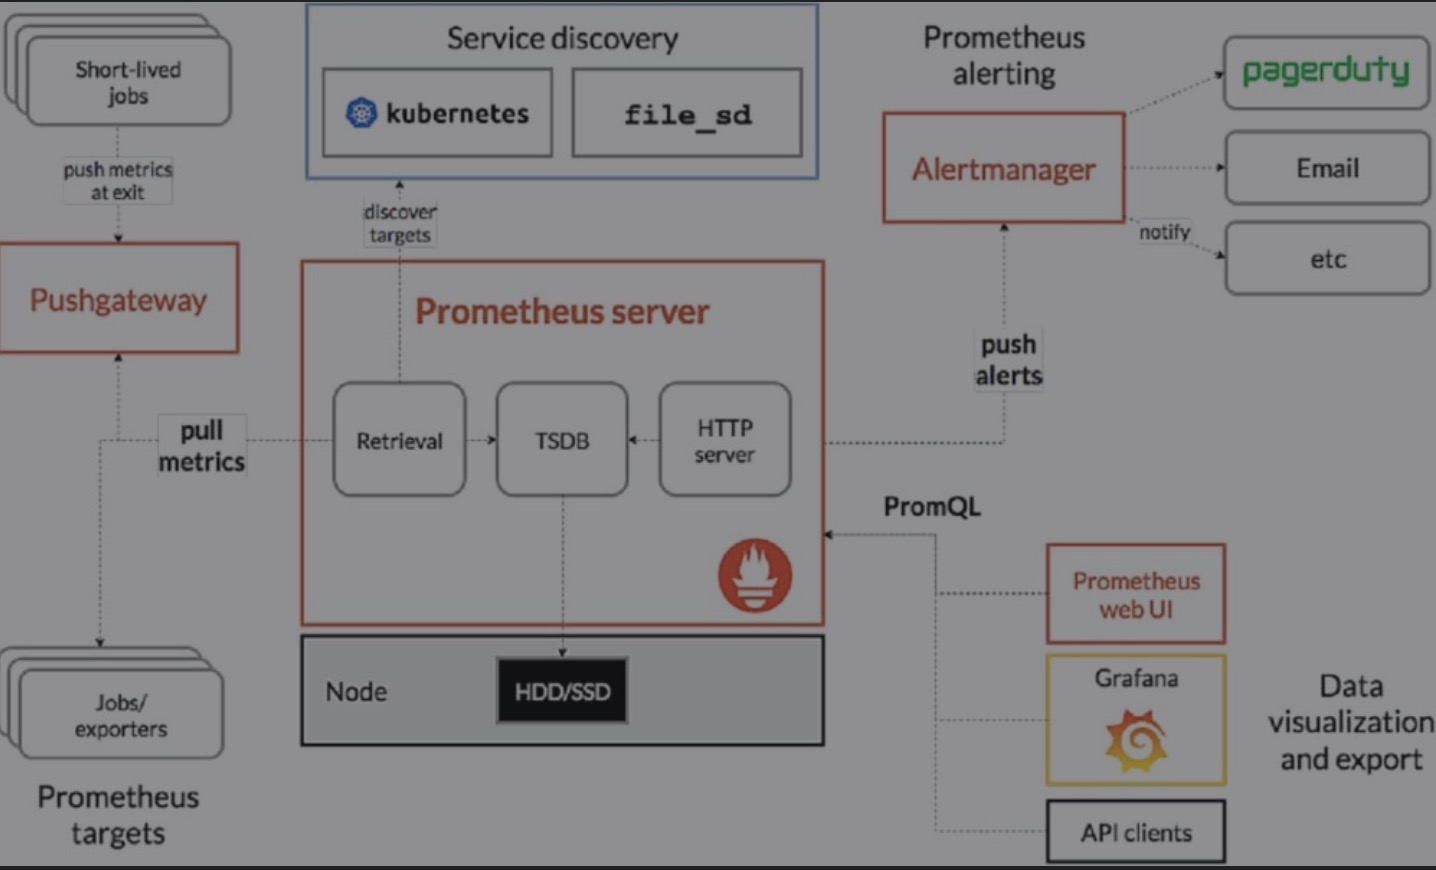 Short-lived
jobs
push metrics
at exit
Pushgateway
pull
metrics
Jobs/
exporters
Prometheus
targets
Service discovery
kubernetes
file_sd
discover
targets
Prometheus server
Retrieval
TSDB
HTTP
server
Node
HDD/SSD
Prometheus
alerting
Alertmanager
pagerduty
Email
notify
etc
push
alerts
PromQL
Prometheus
web UI
Grafana
API clients
Data
visualization
and export